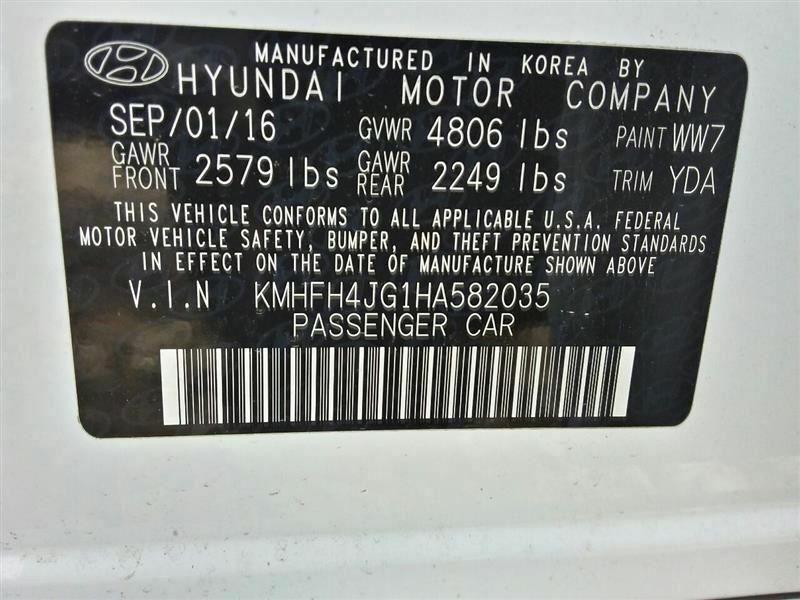 MANUFACTURED IN KOREA BY
HYUNDAI MOTOR COMPANY
SEP/01/16 GVWR 4806 lbs PAINT WW7
GAWR FRONT 2579 lbs GAWR REAR 2249 lbs TRIM YDA
THIS VEHICLE CONFORMS TO ALL APPLICABLE U.S.A. FEDERAL
MOTOR VEHICLE SAFETY, BUMPER, AND THEFT PREVENTION STANDARDS
IN EFFECT ON THE DATE OF MANUFACTURE SHOWN ABOVE
V.I.N KMHFH4JG1HA582035
PASSENGER CAR